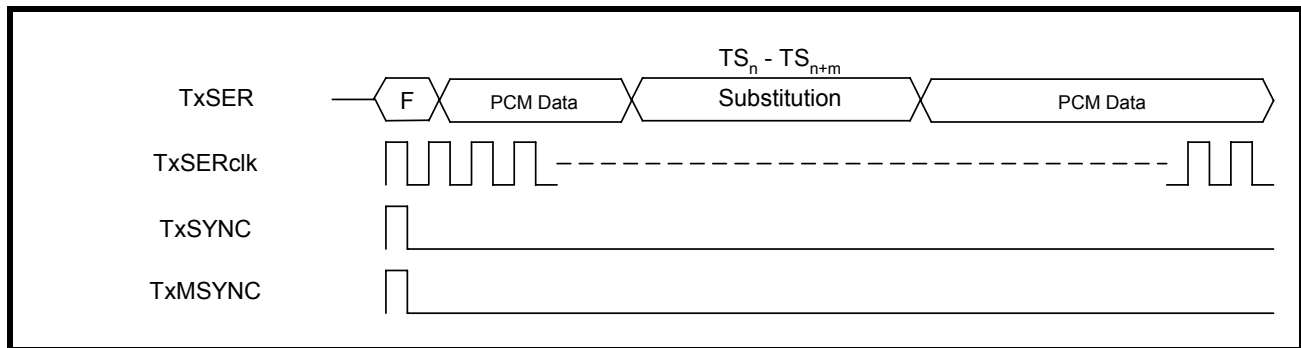 TS_n - TS_n+m
TxSER F PCM Data Substitution PCM Data
TxSERclk
TxSYNC
TxMSYNC